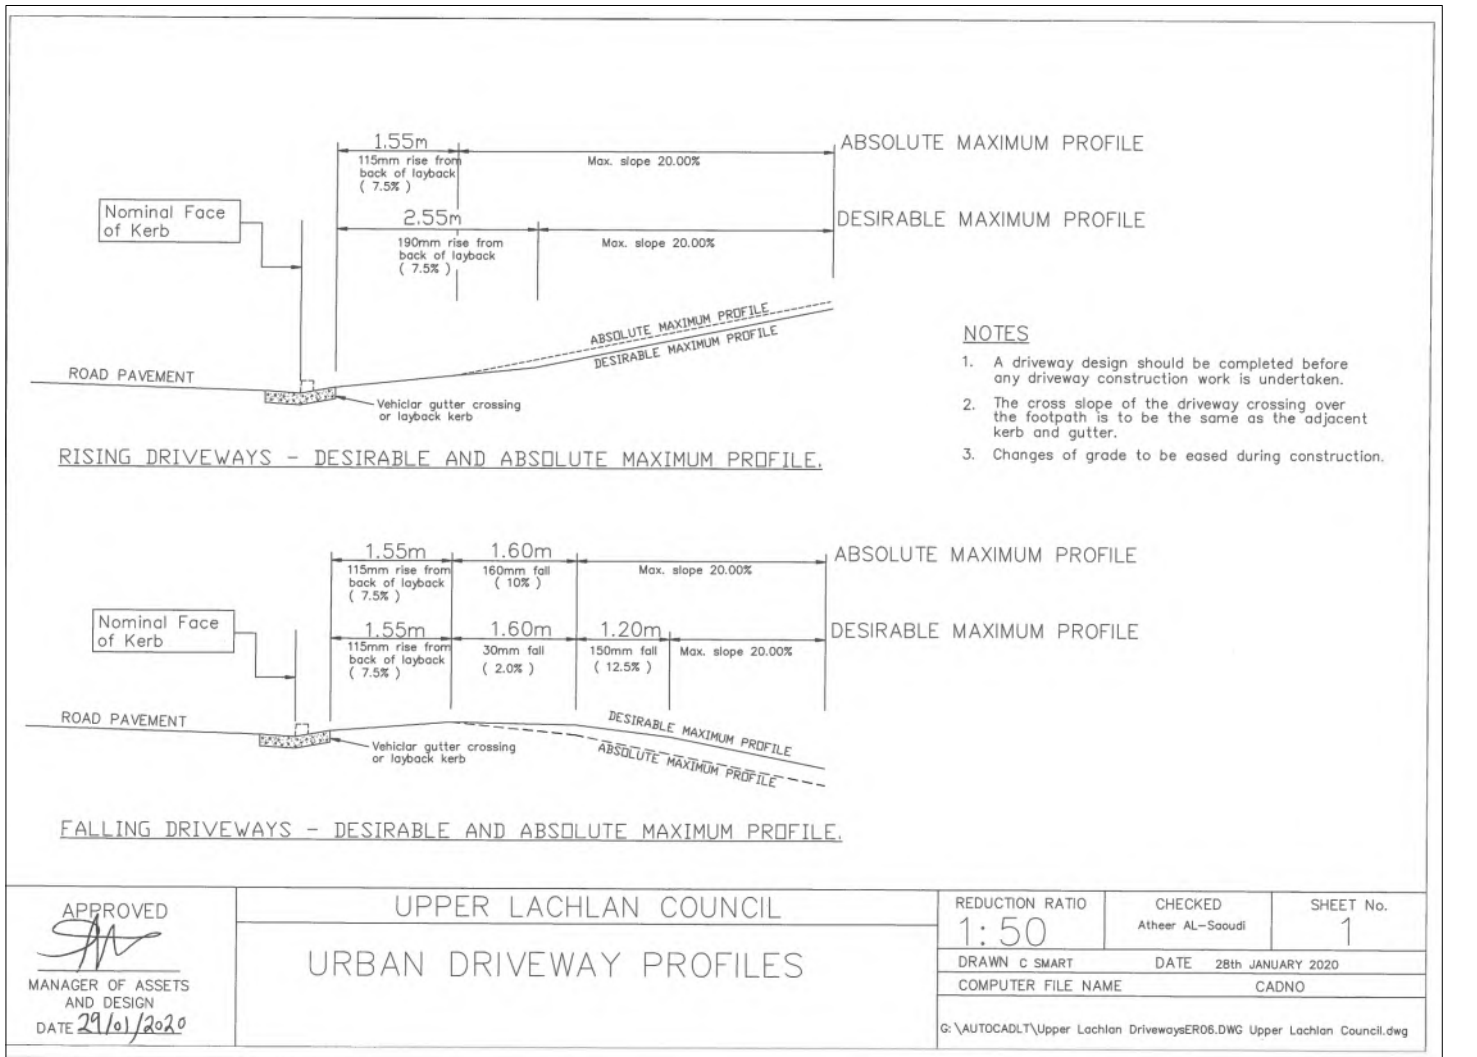 1.55m
115mm rise from
back of layback
( 7.5% )
Max. slope 20.00%
ABSOLUTE MAXIMUM PROFILE
Nominal Face
of Kerb
2.55m
190mm rise from
back of layback
( 7.5% )
Max. slope 20.00%
DESIRABLE MAXIMUM PROFILE
ABSOLUTE MAXIMUM PROFILE
DESIRABLE MAXIMUM PROFILE
ROAD PAVEMENT
Vehiclar gutter crossing
or layback kerb
RISING DRIVEWAYS - DESIRABLE AND ABSOLUTE MAXIMUM PROFILE.
NOTES
1. A driveway design should be completed before
any driveway construction work is undertaken.
2. The cross slope of the driveway crossing over
the footpath is to be the same as the adjacent
kerb and gutter.
3. Changes of grade to be eased during construction.
1.55m
115mm rise from
back of layback
( 7.5% )
1.60m
160mm fall
( 10% )
Max. slope 20.00%
ABSOLUTE MAXIMUM PROFILE
Nominal Face
of Kerb
1.55m
115mm rise from
back of layback
( 7.5% )
1.60m
30mm fall
( 2.0% )
1.20m
150mm fall
( 12.5% )
Max. slope 20.00%
DESIRABLE MAXIMUM PROFILE
ROAD PAVEMENT
DESIRABLE MAXIMUM PROFILE
ABSOLUTE MAXIMUM PROFILE
Vehiclar gutter crossing
or layback kerb
FALLING DRIVEWAYS - DESIRABLE AND ABSOLUTE MAXIMUM PROFILE.
APPROVED
MANAGER OF ASSETS
AND DESIGN
DATE 29/01/2020
UPPER LACHLAN COUNCIL
URBAN DRIVEWAY PROFILES
REDUCTION RATIO
1:50
CHECKED
Atheer AL-Saoudi
SHEET No.
1
DRAWN C SMART DATE 28th JANUARY 2020
COMPUTER FILE NAME CADNO
G: \AUTOCADLT\Upper Lachlan DrivewaysER06.DWG Upper Lachlan Council.dwg